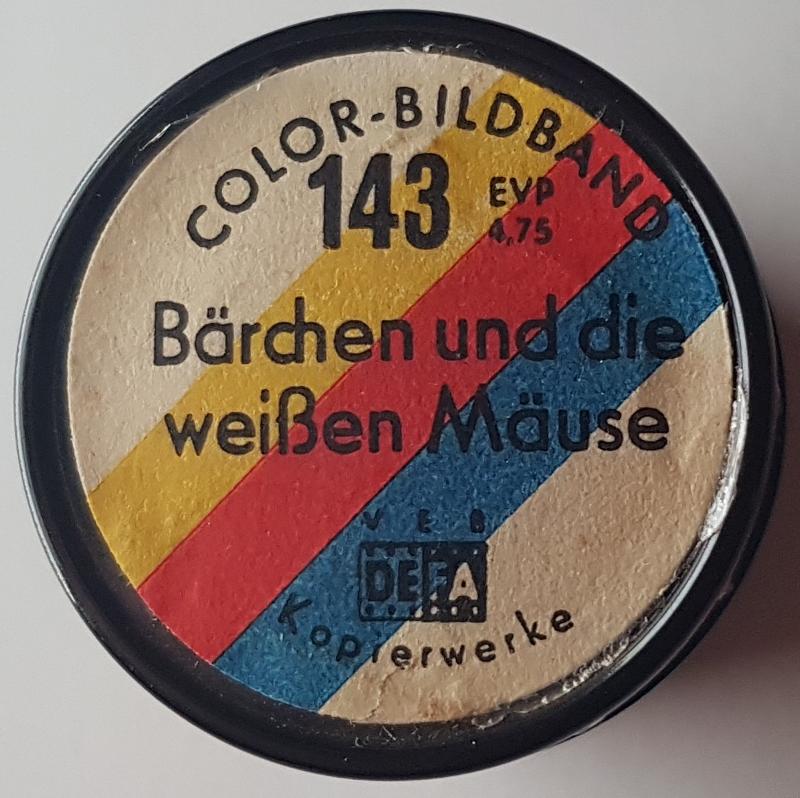 COLOR-BILDBAND
143 EVP
4,75
Bärchen und die
weißen Mäuse
VEB
DEFA
Kopierwerke